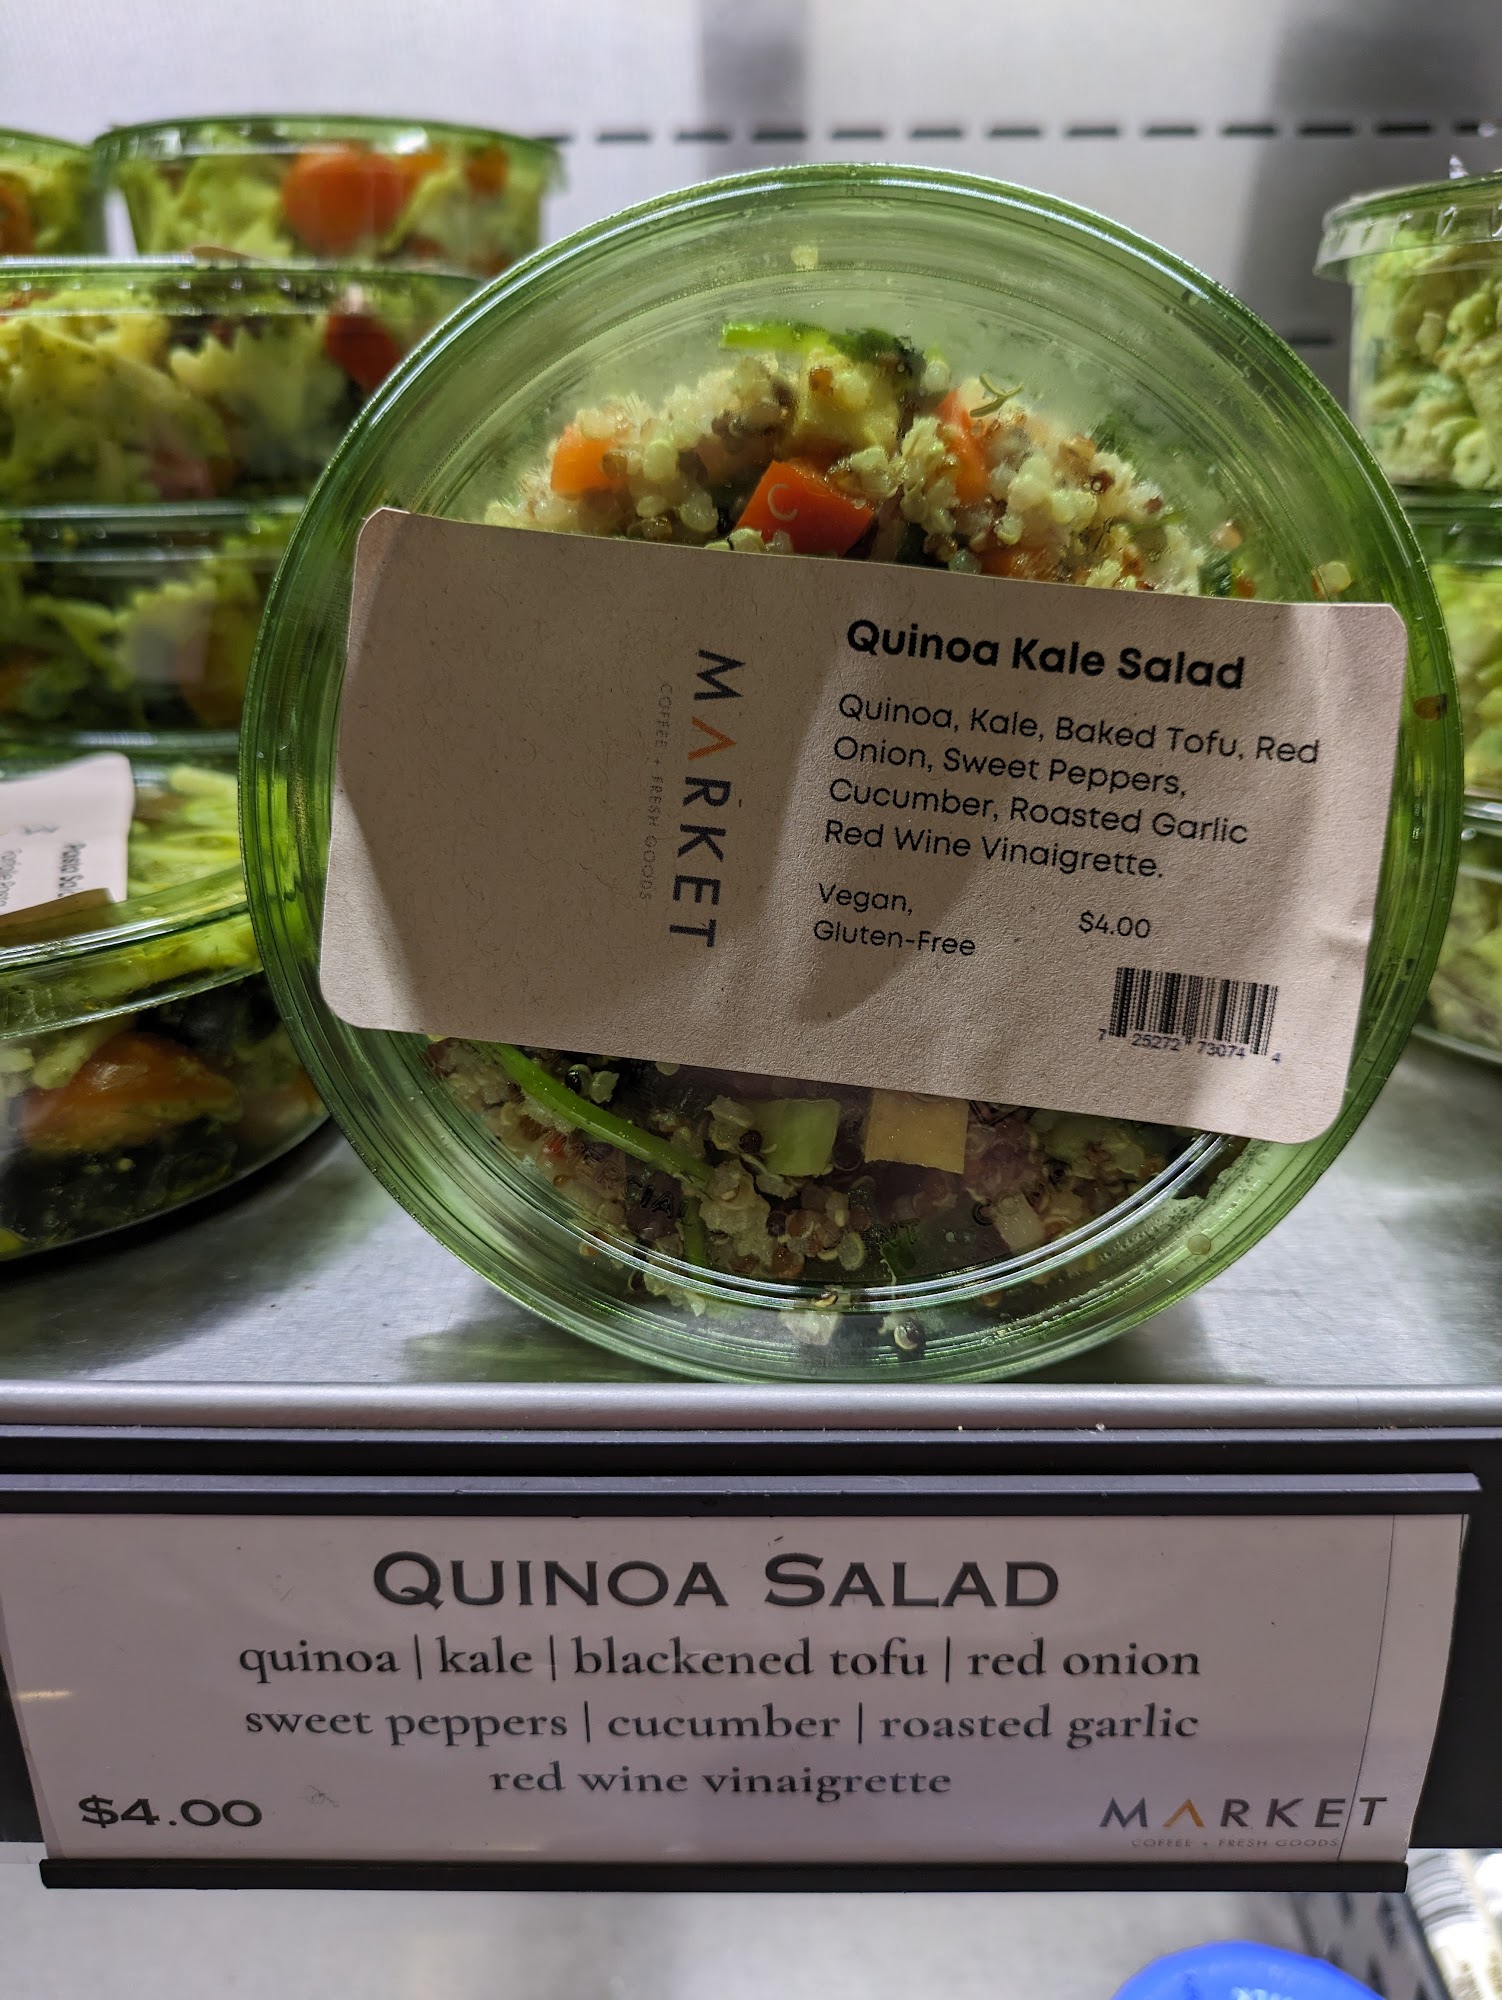 MARKET
COFFEE + FRESH GOODS
Quinoa Kale Salad
Quinoa, Kale, Baked Tofu, Red
Onion, Sweet Peppers,
Cucumber, Roasted Garlic
Red Wine Vinaigrette.
Vegan,
Gluten-Free
$4.00
7 25272 73074 4
QUINOA SALAD
quinoa | kale | blackened tofu | red onion
sweet peppers | cucumber | roasted garlic
red wine vinaigrette
$4.00
MARKET
COFFEE + FRESH GOODS